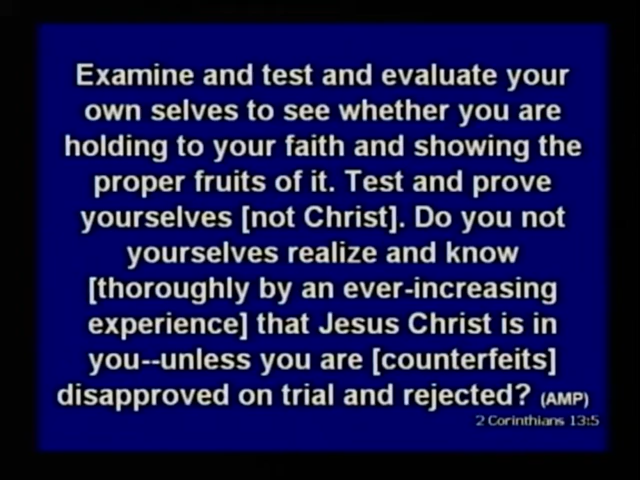 Examine and test and evaluate your
own selves to see whether you are
holding to your faith and showing the
proper fruits of it. Test and prove
yourselves [not Christ]. Do you not
yourselves realize and know
[thoroughly by an ever-increasing
experience] that Jesus Christ is in
you--unless you are [counterfeits]
disapproved on trial and rejected? (AMP)
2 Corinthians 13:5